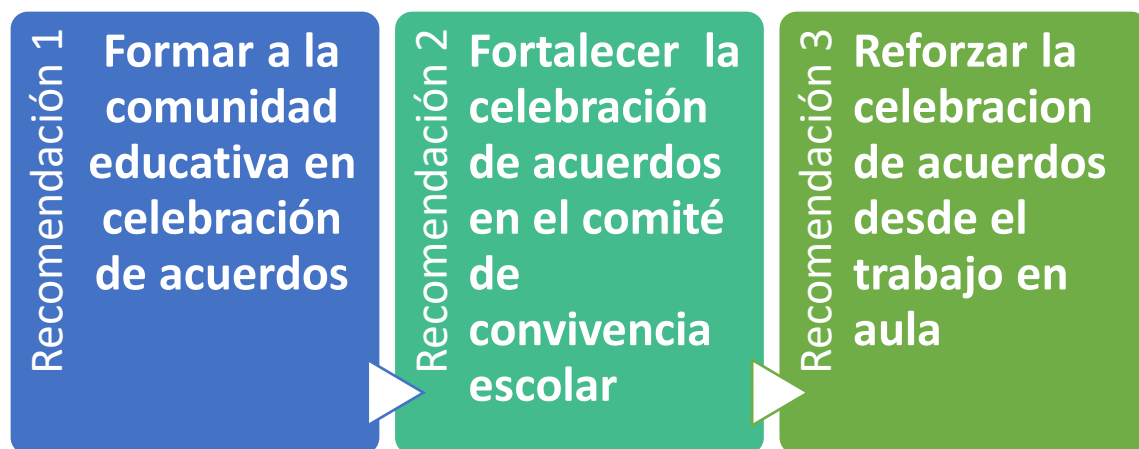 Recomendación 1
Formar a la
comunidad
educativa en
celebración
de acuerdos
Recomendación 2
Fortalecer la
celebración
de acuerdos
en el comité
de
convivencia
escolar
Recomendación 3
Reforzar la
celebracion
de acuerdos
desde el
trabajo en
aula